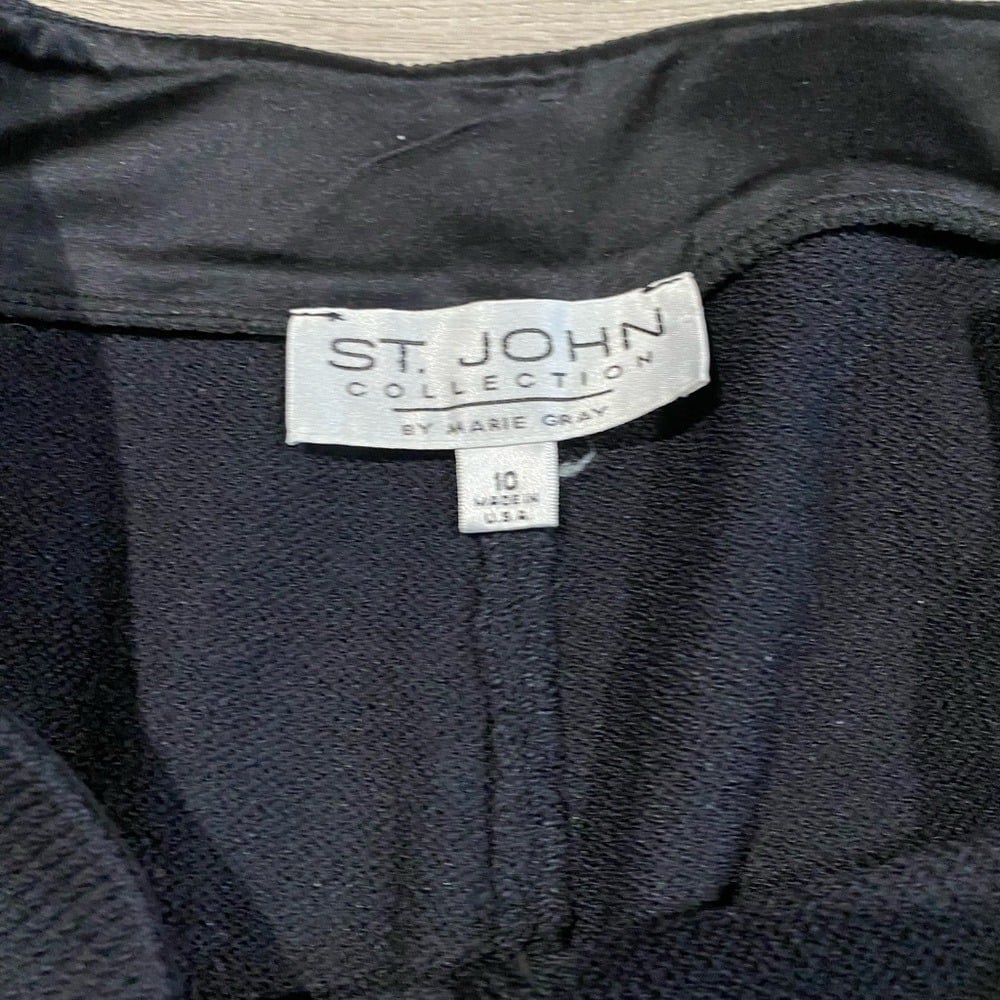 ST. JOHN
COLLECTION
BY MARIE GRAY
10
MADE IN
U.S.A.